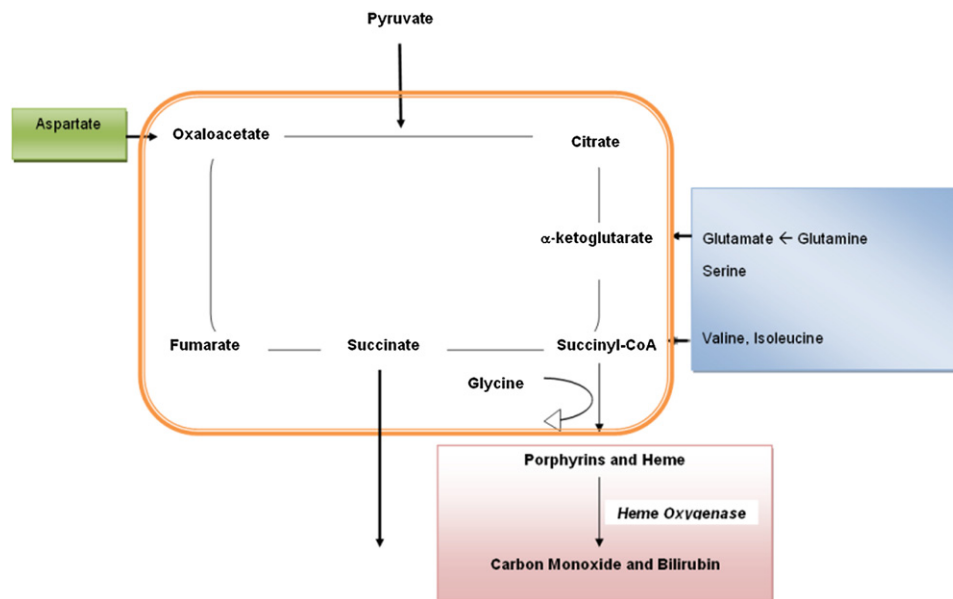 Pyruvate
Aspartate
Oxaloacetate
Citrate
α-ketoglutarate
Glutamate ← Glutamine
Serine
Fumarate
Succinate
Succinyl-CoA
Valine, Isoleucine
Glycine
Porphyrins and Heme
Heme Oxygenase
Carbon Monoxide and Bilirubin